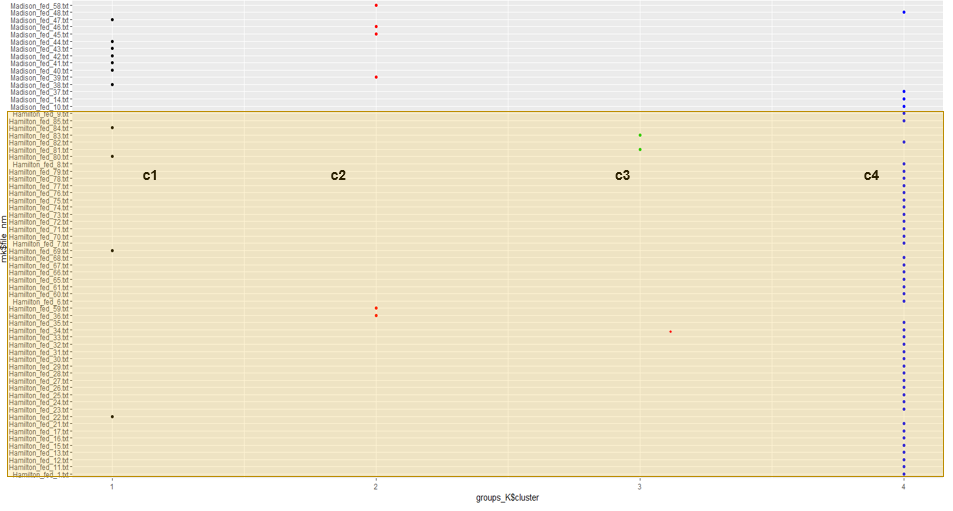 Madison_fed_58.txt
Madison_fed_48.txt
Madison_fed_47.txt
Madison_fed_46.txt
Madison_fed_45.txt
Madison_fed_44.txt
Madison_fed_43.txt
Madison_fed_42.txt
Madison_fed_41.txt
Madison_fed_40.txt
Madison_fed_39.txt
Madison_fed_38.txt
Madison_fed_37.txt
Madison_fed_14.txt
Madison_fed_10.txt
Hamilton_fed_9.txt
Hamilton_fed_85.txt
Hamilton_fed_84.txt
Hamilton_fed_83.txt
Hamilton_fed_82.txt
Hamilton_fed_81.txt
Hamilton_fed_80.txt
Hamilton_fed_8.txt
Hamilton_fed_79.txt
Hamilton_fed_78.txt
Hamilton_fed_77.txt
Hamilton_fed_76.txt
Hamilton_fed_75.txt
Hamilton_fed_74.txt
Hamilton_fed_73.txt
Hamilton_fed_72.txt
Hamilton_fed_71.txt
Hamilton_fed_70.txt
Hamilton_fed_7.txt
Hamilton_fed_69.txt
Hamilton_fed_68.txt
Hamilton_fed_67.txt
Hamilton_fed_66.txt
Hamilton_fed_65.txt
Hamilton_fed_61.txt
Hamilton_fed_60.txt
Hamilton_fed_6.txt
Hamilton_fed_59.txt
Hamilton_fed_36.txt
Hamilton_fed_35.txt
Hamilton_fed_34.txt
Hamilton_fed_33.txt
Hamilton_fed_32.txt
Hamilton_fed_31.txt
Hamilton_fed_30.txt
Hamilton_fed_29.txt
Hamilton_fed_28.txt
Hamilton_fed_27.txt
Hamilton_fed_26.txt
Hamilton_fed_25.txt
Hamilton_fed_24.txt
Hamilton_fed_23.txt
Hamilton_fed_22.txt
Hamilton_fed_21.txt
Hamilton_fed_17.txt
Hamilton_fed_16.txt
Hamilton_fed_15.txt
Hamilton_fed_13.txt
Hamilton_fed_12.txt
Hamilton_fed_11.txt
Hamilton_fed_1.txt
c1 c2 c3 c4
1 2 3 4
groups_K$cluster